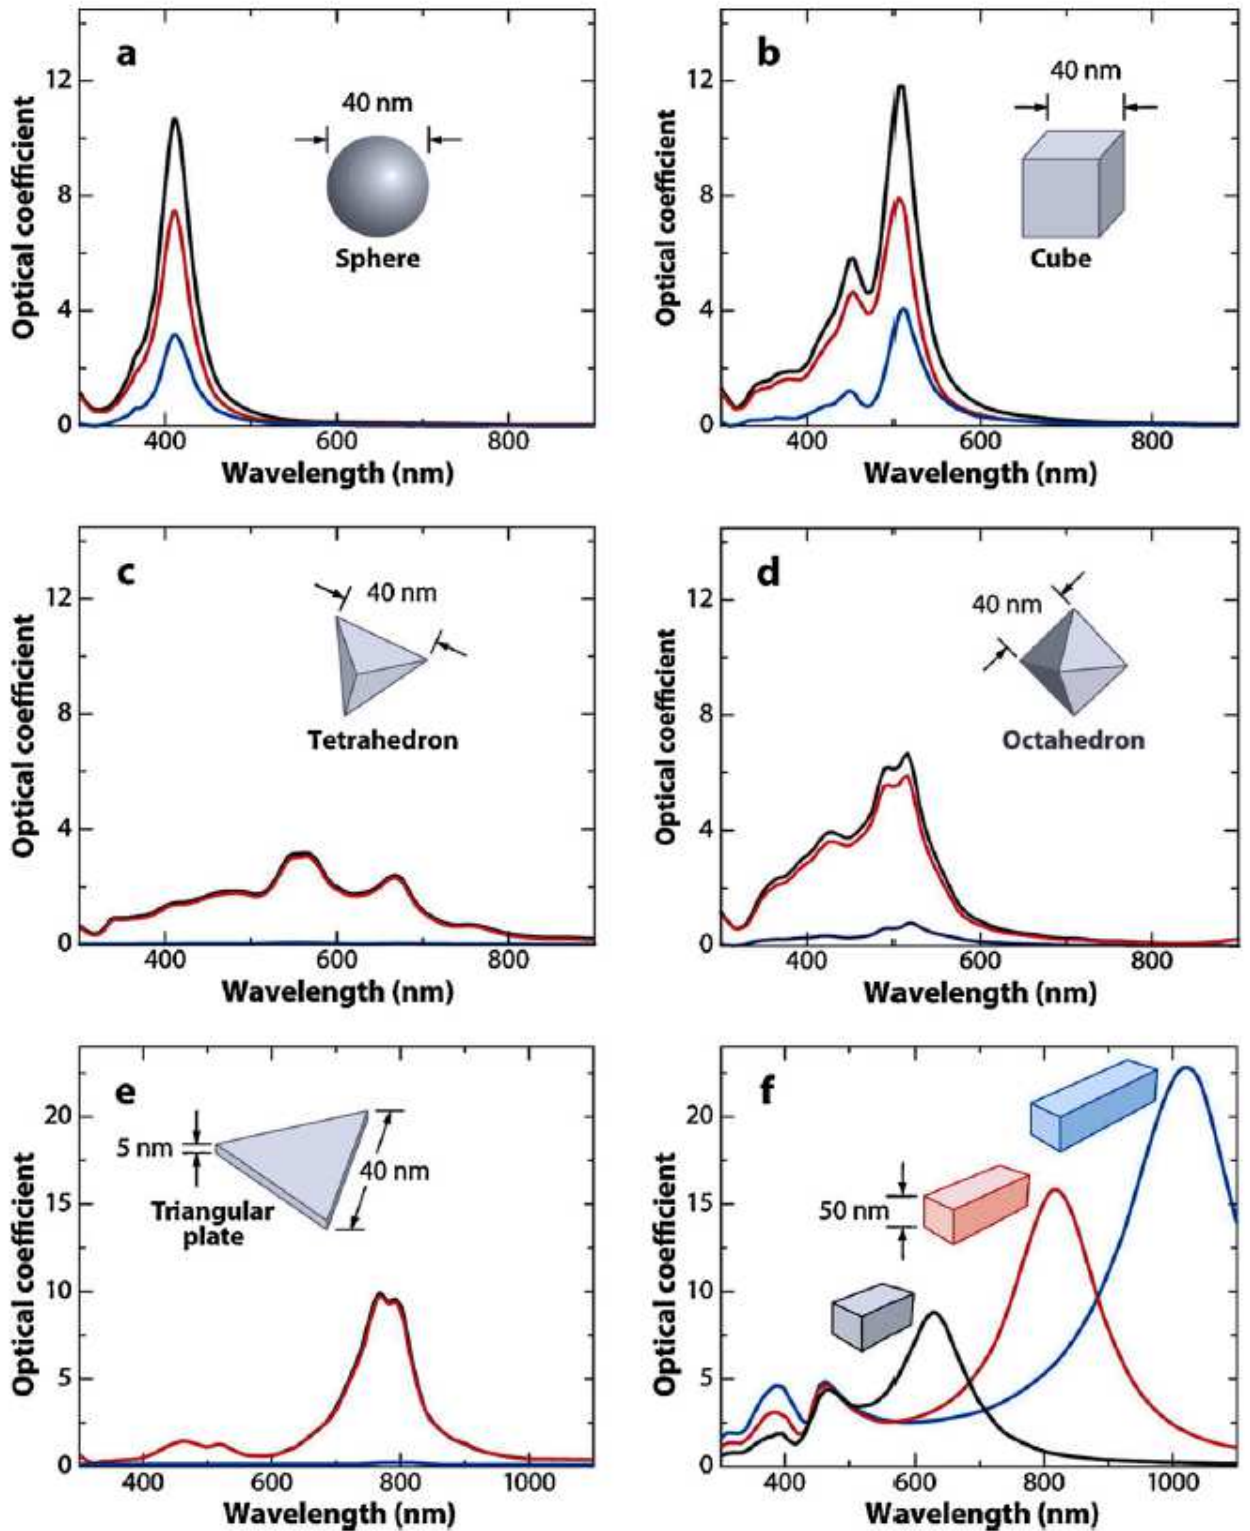 a
40 nm
Sphere
12
8
4
0
400 600 800
Optical coefficient
Wavelength (nm)
b
40 nm
Cube
12
8
4
0
400 600 800
Optical coefficient
Wavelength (nm)
c
40 nm
Tetrahedron
12
8
4
0
400 600 800
Optical coefficient
Wavelength (nm)
d
40 nm
Octahedron
12
8
4
0
400 600 800
Optical coefficient
Wavelength (nm)
e
5 nm
40 nm
Triangular
plate
20
15
10
5
0
400 600 800 1000
Optical coefficient
Wavelength (nm)
f
50 nm
20
15
10
5
0
400 600 800 1000
Optical coefficient
Wavelength (nm)